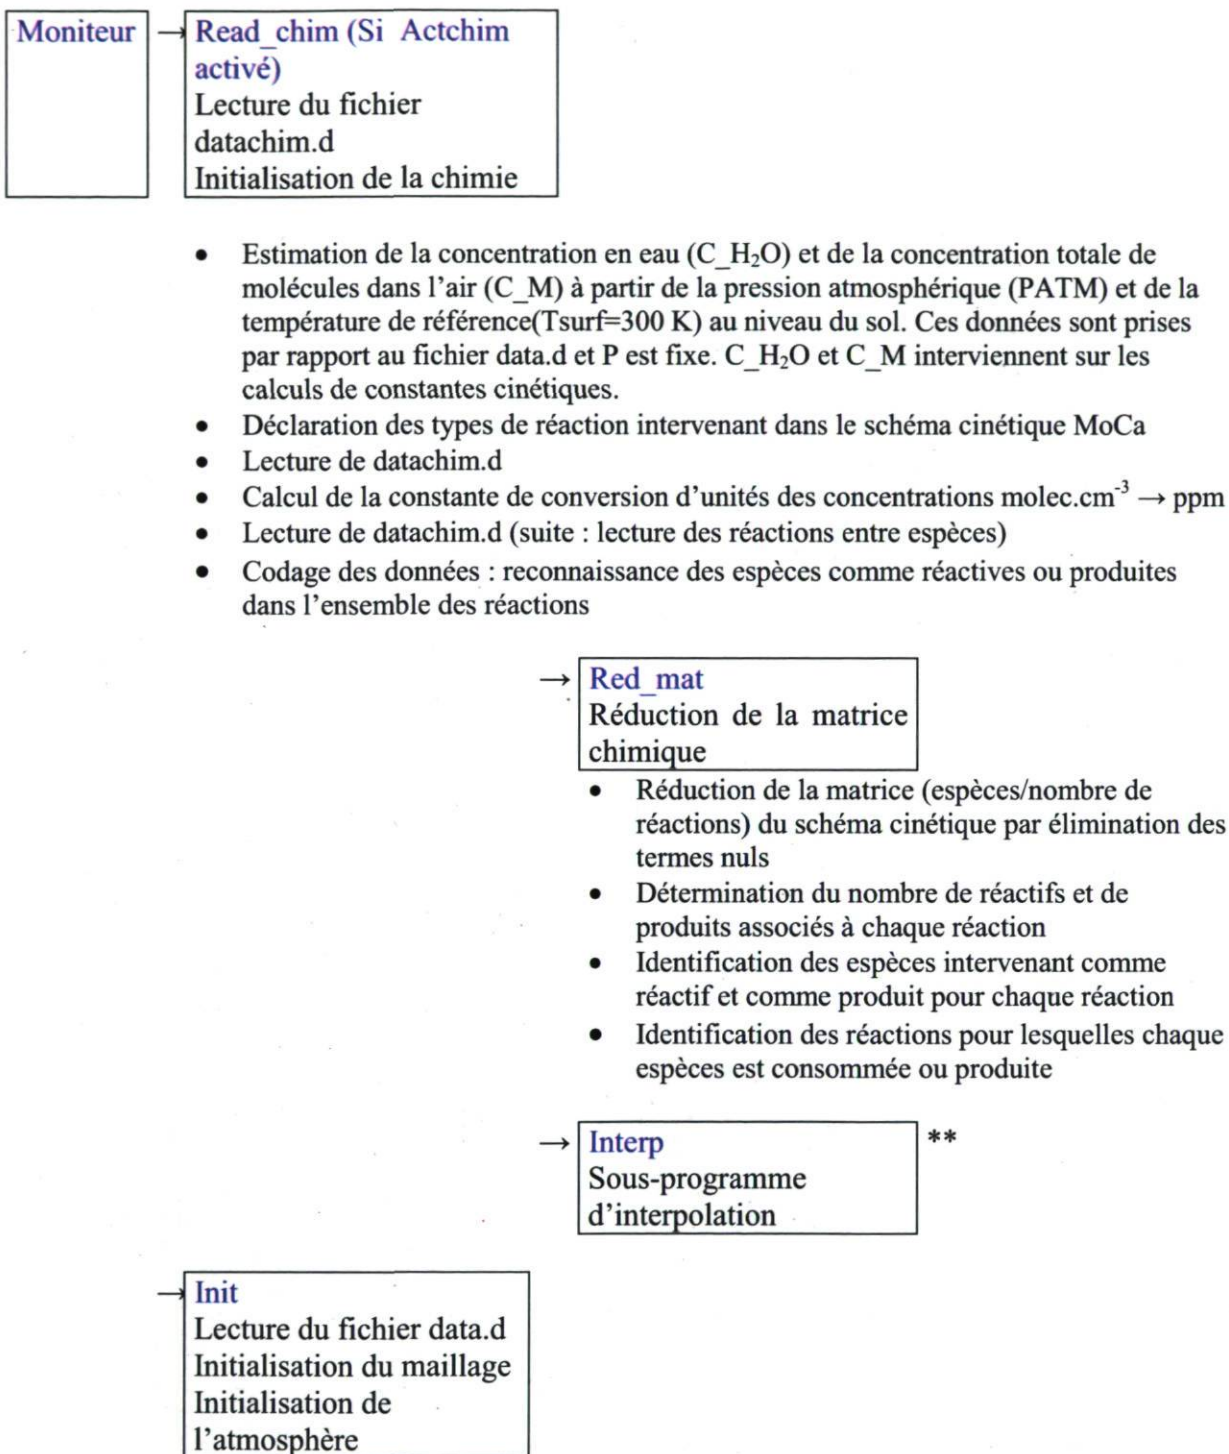 Moniteur → Read_chim (Si Actchim
activé)
Lecture du fichier
datachim.d
Initialisation de la chimie
• Estimation de la concentration en eau (C_H₂O) et de la concentration totale de
molécules dans l'air (C_M) à partir de la pression atmosphérique (PATM) et de la
température de référence(Tsurf=300 K) au niveau du sol. Ces données sont prises
par rapport au fichier data.d et P est fixe. C_H₂O et C_M interviennent sur les
calculs de constantes cinétiques.
• Déclaration des types de réaction intervenant dans le schéma cinétique MoCa
• Lecture de datachim.d
• Calcul de la constante de conversion d'unités des concentrations molec.cm⁻³ → ppm
• Lecture de datachim.d (suite : lecture des réactions entre espèces)
• Codage des données : reconnaissance des espèces comme réactives ou produites
dans l'ensemble des réactions
→ Red_mat
Réduction de la matrice
chimique
• Réduction de la matrice (espèces/nombre de
réactions) du schéma cinétique par élimination des
termes nuls
• Détermination du nombre de réactifs et de
produits associés à chaque réaction
• Identification des espèces intervenant comme
réactif et comme produit pour chaque réaction
• Identification des réactions pour lesquelles chaque
espèces est consommée ou produite
→ Interp **
Sous-programme
d'interpolation
→ Init
Lecture du fichier data.d
Initialisation du maillage
Initialisation de
l'atmosphère